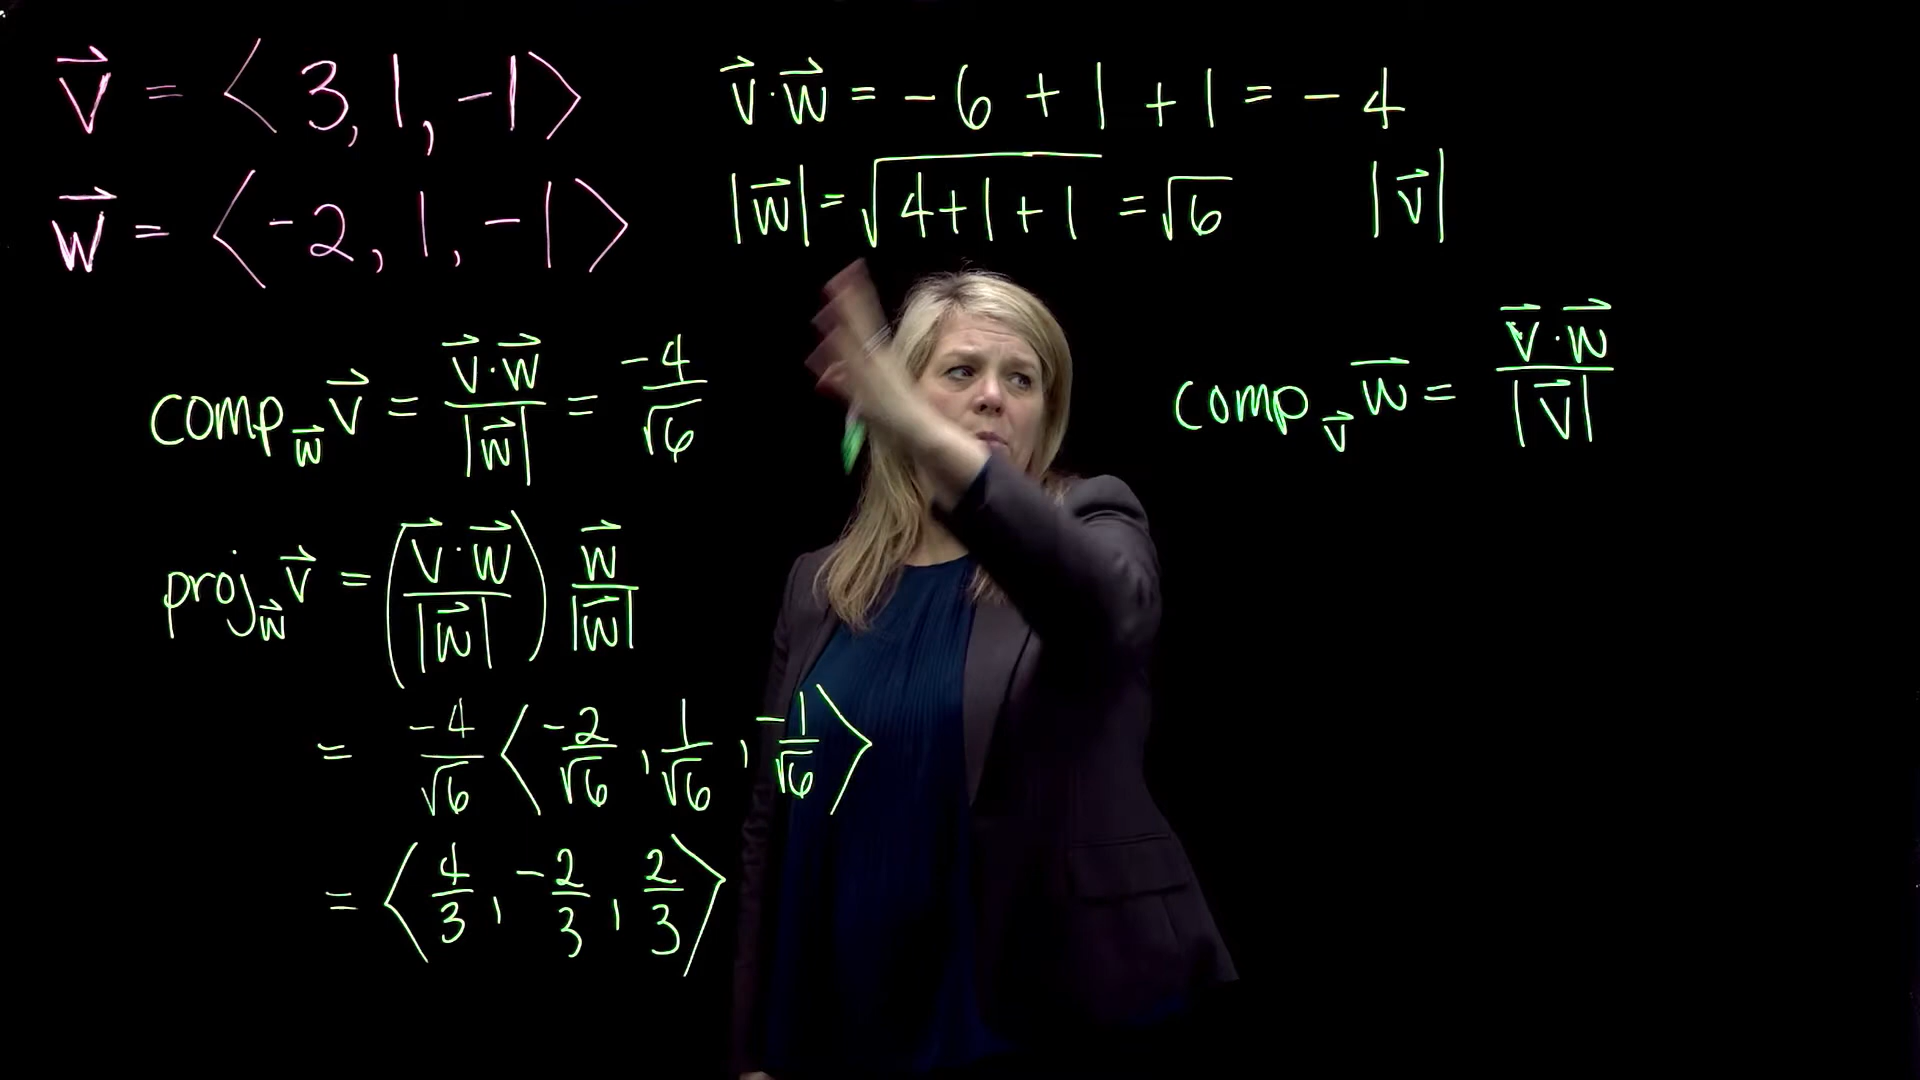 v⃗ = ⟨3, 1, -1⟩
w⃗ = ⟨-2, 1, -1⟩
v⃗·w⃗ = -6 + 1 + 1 = -4
|w⃗| = √(4+1+1) = √6
|v⃗|
comp_w⃗ v⃗ = (v⃗·w⃗)/|w⃗| = -4/√6
proj_w⃗ v⃗ = ((v⃗·w⃗)/|w⃗|) w⃗/|w⃗|
= -4/√6 ⟨-2/√6, 1/√6, -1/√6⟩
= ⟨4/3, -2/3, 2/3⟩
comp_v⃗ w⃗ = (v⃗·w⃗)/|v⃗|